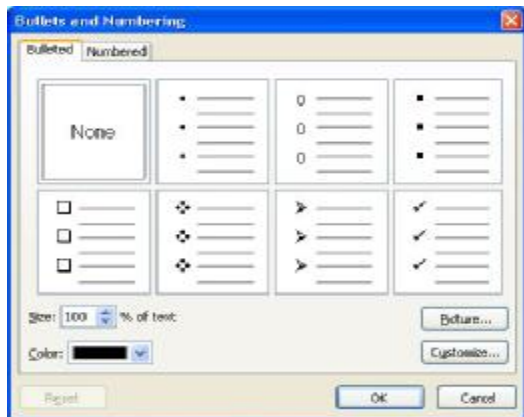 Bullets and Numbering
Bulleted Numbered
None
Size: 100 % of text
Color:
Picture...
Customize...
Reset OK Cancel